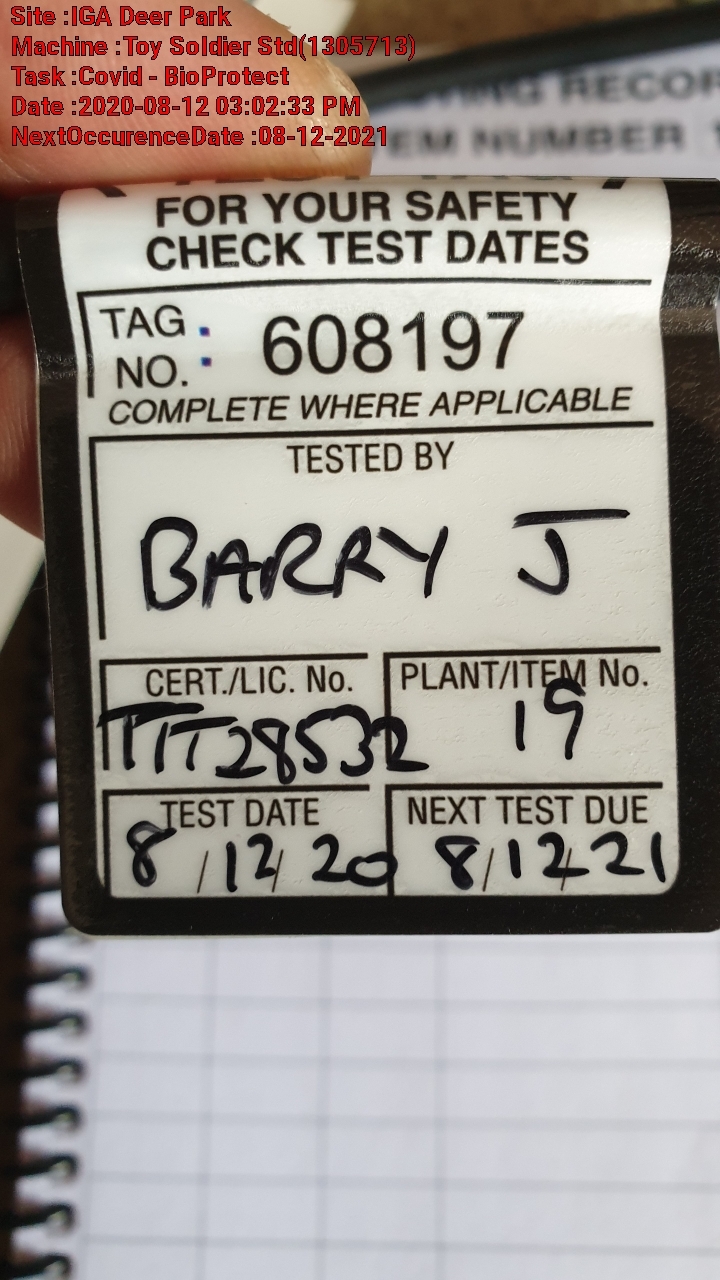 Site :IGA Deer Park
Machine :Toy Soldier Std(1305713)
Task :Covid - BioProtect
Date :2020-08-12 03:02:33 PM
NextOccurenceDate :08-12-2021
TEM NUMBER
FOR YOUR SAFETY
CHECK TEST DATES
TAG NO. : 608197
COMPLETE WHERE APPLICABLE
TESTED BY
BARRY J
CERT./LIC. No.
TTT28532
PLANT/ITEM No.
19
TEST DATE
8/12/20
NEXT TEST DUE
8/12/21